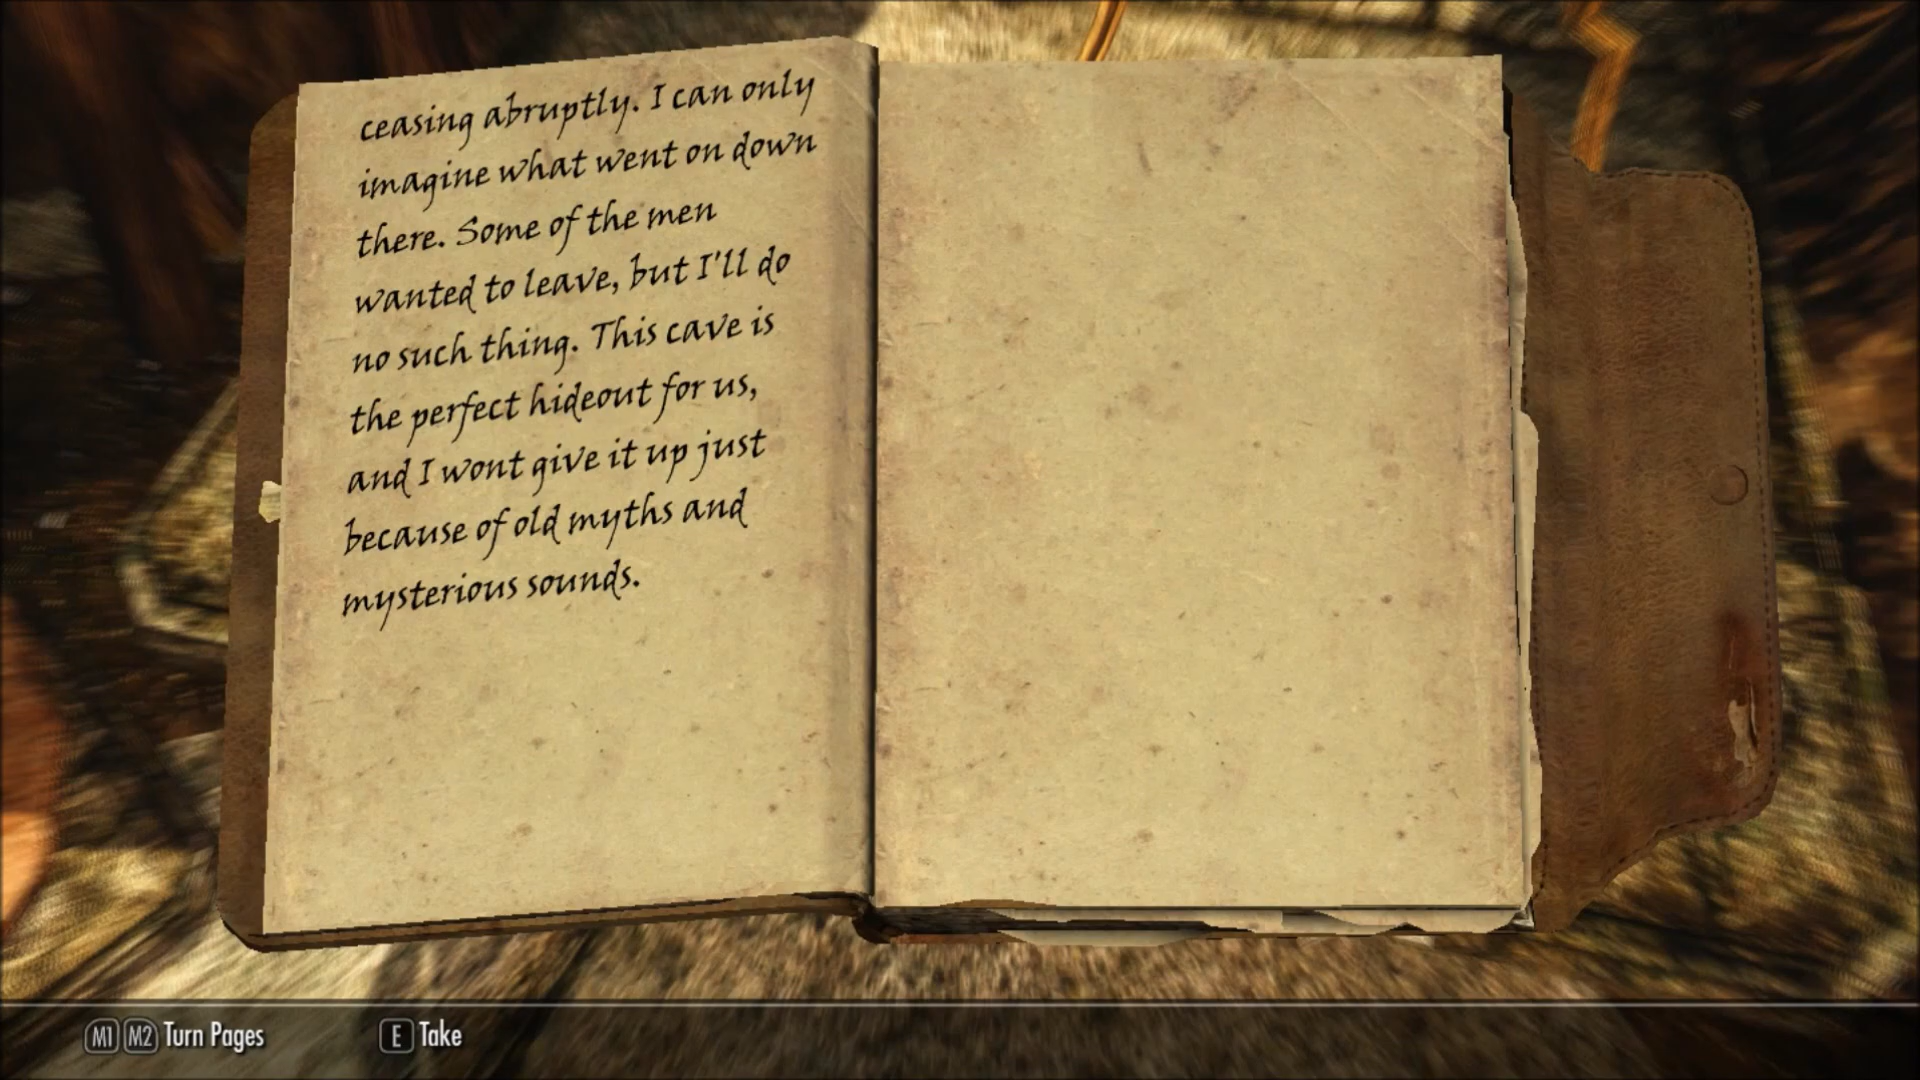 ceasing abruptly. I can only
imagine what went on down
there. Some of the men
wanted to leave, but I'll do
no such thing. This cave is
the perfect hideout for us,
and I wont give it up just
because of old myths and
mysterious sounds.
M1 M2 Turn Pages
E Take